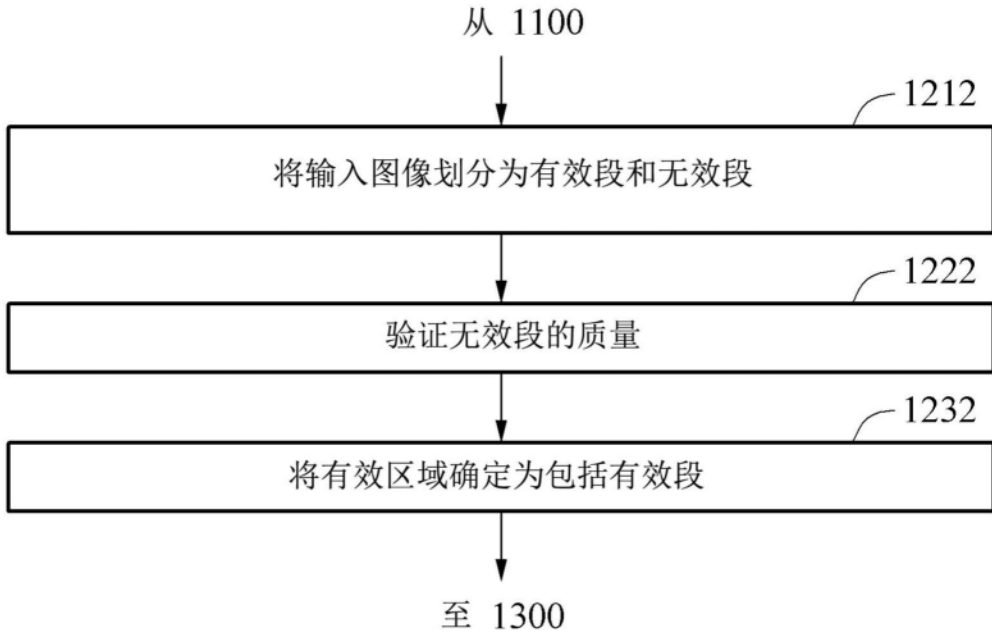 从 1100
1212
将输入图像划分为有效段和无效段
1222
验证无效段的质量
1232
将有效区域确定为包括有效段
至 1300